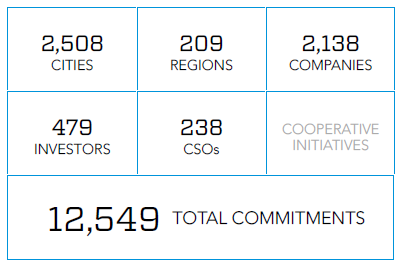 2,508
CITIES
209
REGIONS
2,138
COMPANIES
479
INVESTORS
238
CSOs
COOPERATIVE
INITIATIVES
12,549 TOTAL COMMITMENTS